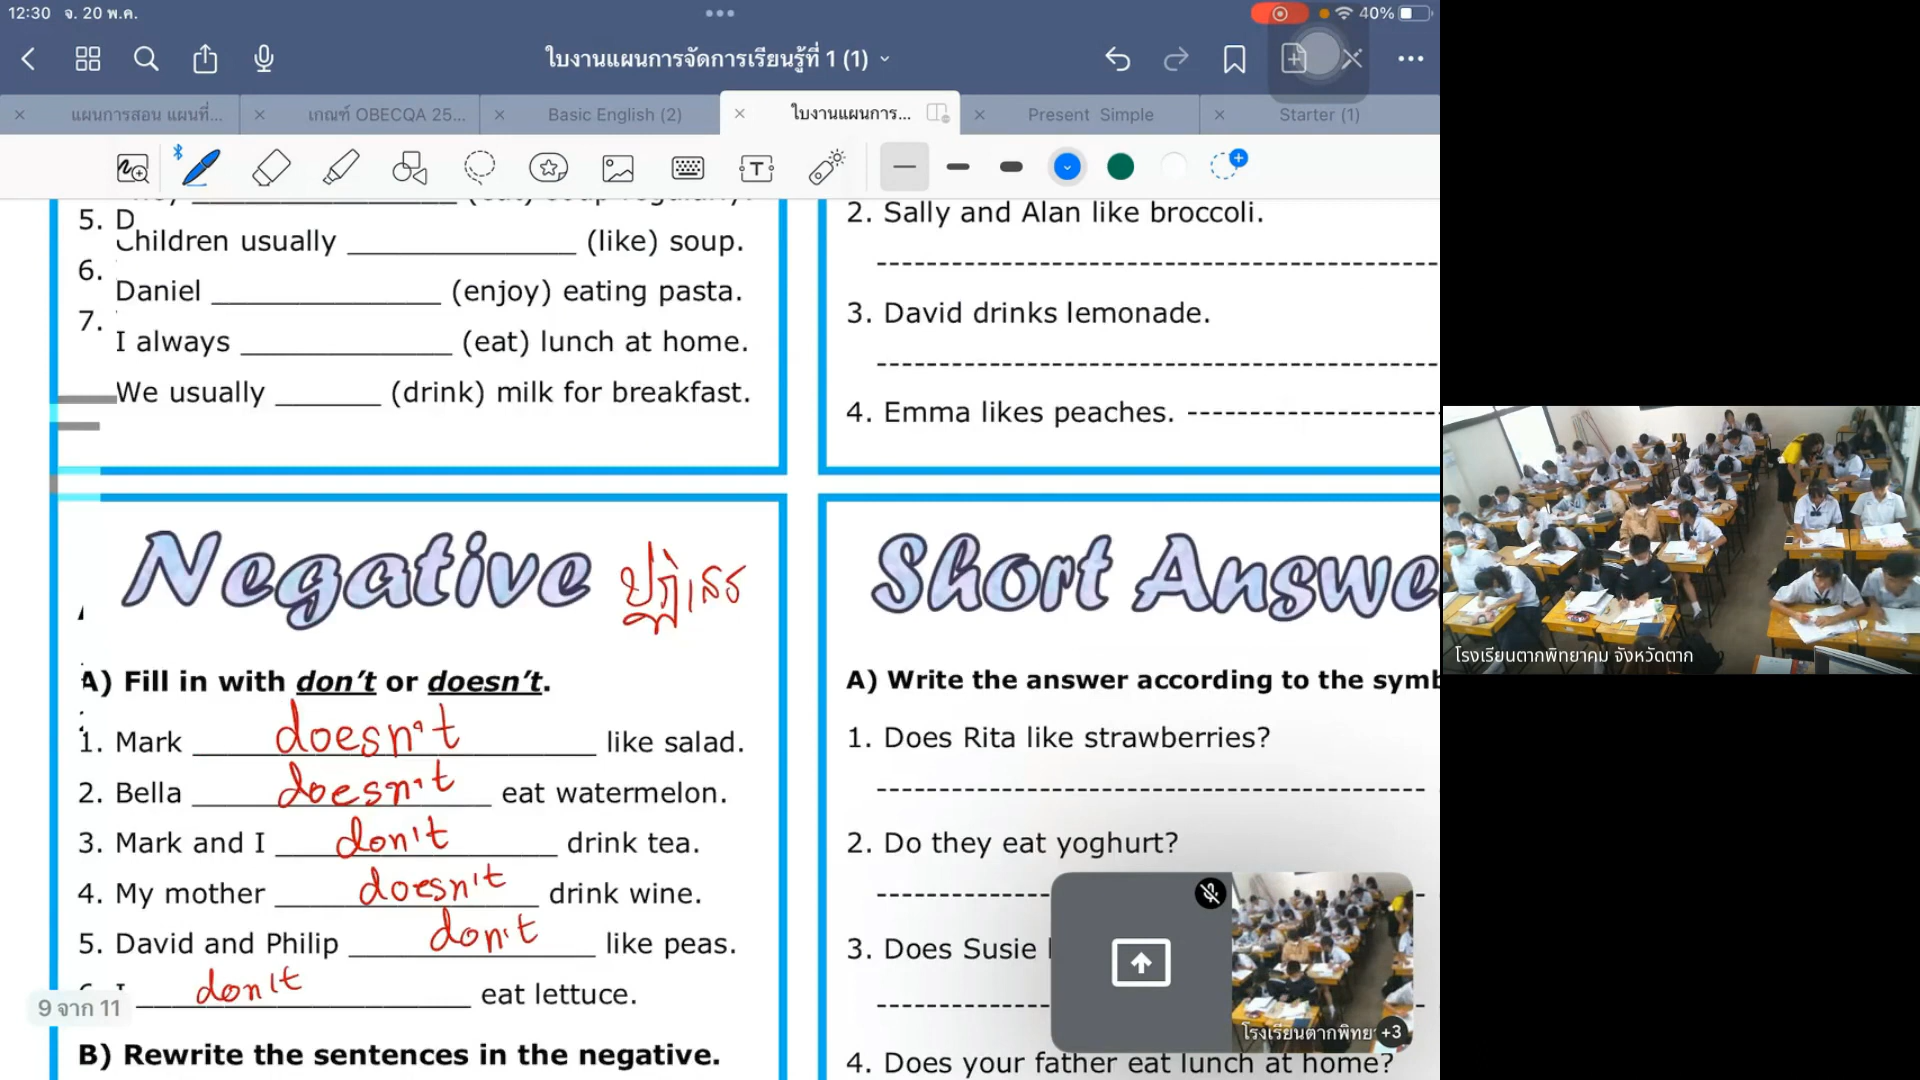 12:30 จ. 20 พ.ค.
40%
ใบงานแผนการจัดการเรียนรู้ที่ 1 (1)
แผนการสอน แผนที่...
เกณฑ์ OBECQA 25...
Basic English (2)
ใบงานแผนการ...
Present Simple
Starter (1)
5. D
Children usually ______________ (like) soup.
6.
Daniel ______________ (enjoy) eating pasta.
7.
I always _____________ (eat) lunch at home.
We usually _______ (drink) milk for breakfast.
2. Sally and Alan like broccoli.
3. David drinks lemonade.
4. Emma likes peaches.
Negative ปฏิเสธ
A) Fill in with don't or doesn't.
1. Mark doesn't like salad.
2. Bella doesn't eat watermelon.
3. Mark and I don't drink tea.
4. My mother doesn't drink wine.
5. David and Philip don't like peas.
6. I don't eat lettuce.
9 จาก 11
B) Rewrite the sentences in the negative.
Short Answe
A) Write the answer according to the symb
1. Does Rita like strawberries?
2. Do they eat yoghurt?
3. Does Susie
4. Does your father eat lunch at home?
โรงเรียนตากพิทย
+3
โรงเรียนตากพิทยาคม จังหวัดตาก